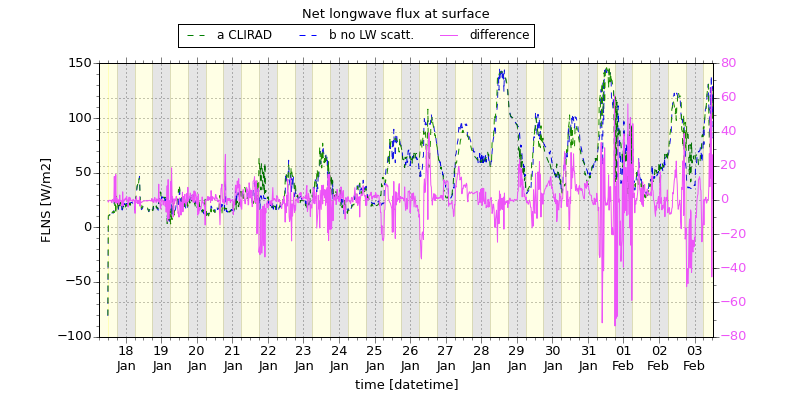 Net longwave flux at surface
a CLIRAD b no LW scatt. difference
150
100
50
0
−50
−100
FLNS [W/m2]
80
60
40
20
0
−20
−40
−60
−80
18 19 20 21 22 23 24 25 26 27 28 29 30 31 01 02 03
Jan Jan Jan Jan Jan Jan Jan Jan Jan Jan Jan Jan Jan Jan Feb Feb Feb
time [datetime]